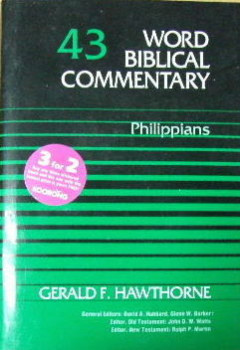 43 WORD
BIBLICAL
COMMENTARY
Philippians
3 for 2
KOORONG
GERALD F. HAWTHORNE
General Editors: David A. Hubbard, Glenn W. Barker†
Editor, Old Testament: John D. W. Watts
Editor, New Testament: Ralph P. Martin